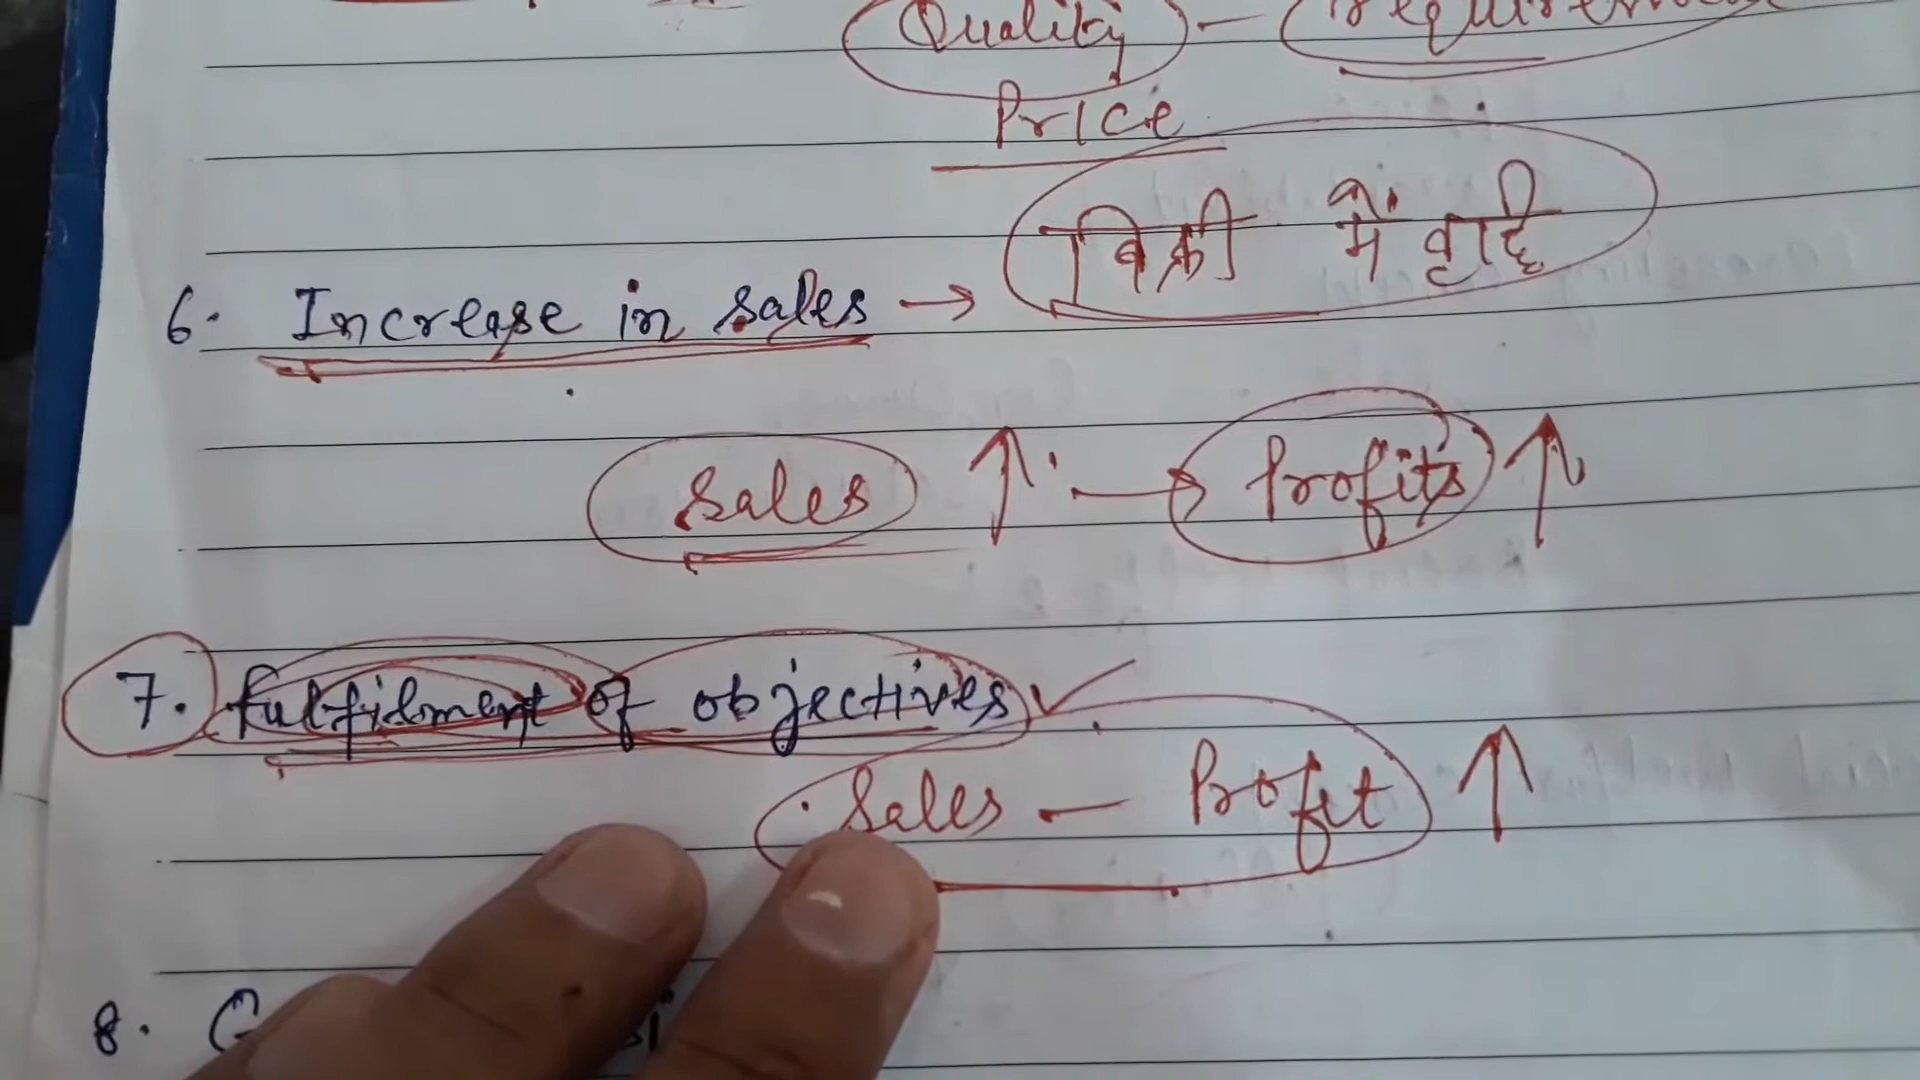 Quality —
Price
बिक्री में वृद्धि
6. Increase in sales →
Sales ↑ → Profits ↑
7. fulfilment of objectives ✓
Sales — Profit ↑
8.